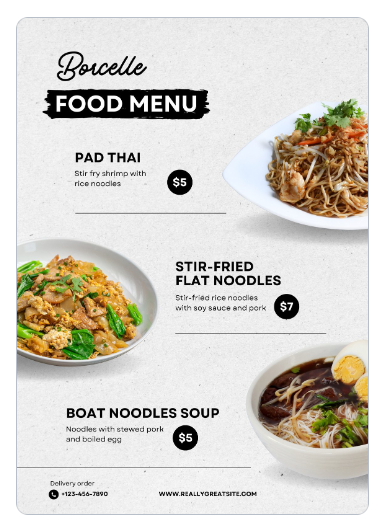 Borcelle
FOOD MENU
PAD THAI
Stir fry shrimp with
rice noodles
$5
STIR-FRIED
FLAT NOODLES
Stir-fried rice noodles
with soy sauce and pork
$7
BOAT NOODLES SOUP
Noodles with stewed pork
and boiled egg
$5
Delivery order
+123-456-7890
WWW.REALLYGREATSITE.COM